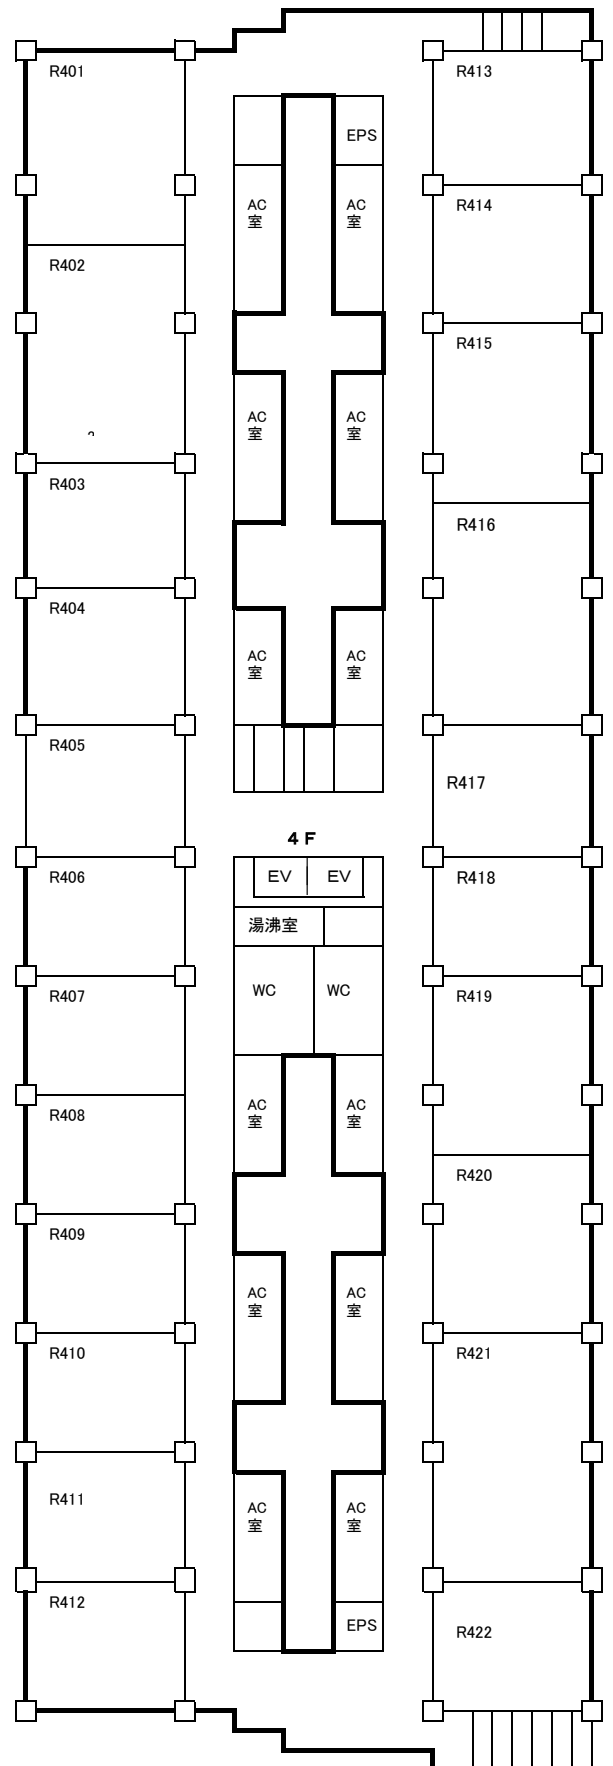 R401
R413
EPS
AC
室
AC
室
R414
R402
R415
AC
室
AC
室
R403
R416
R404
AC
室
AC
室
R405
R417
4 F
EV
EV
R406
R418
湯沸室
WC
WC
R407
R419
AC
室
AC
室
R408
R420
R409
AC
室
AC
室
R410
R421
R411
AC
室
AC
室
R412
EPS
R422